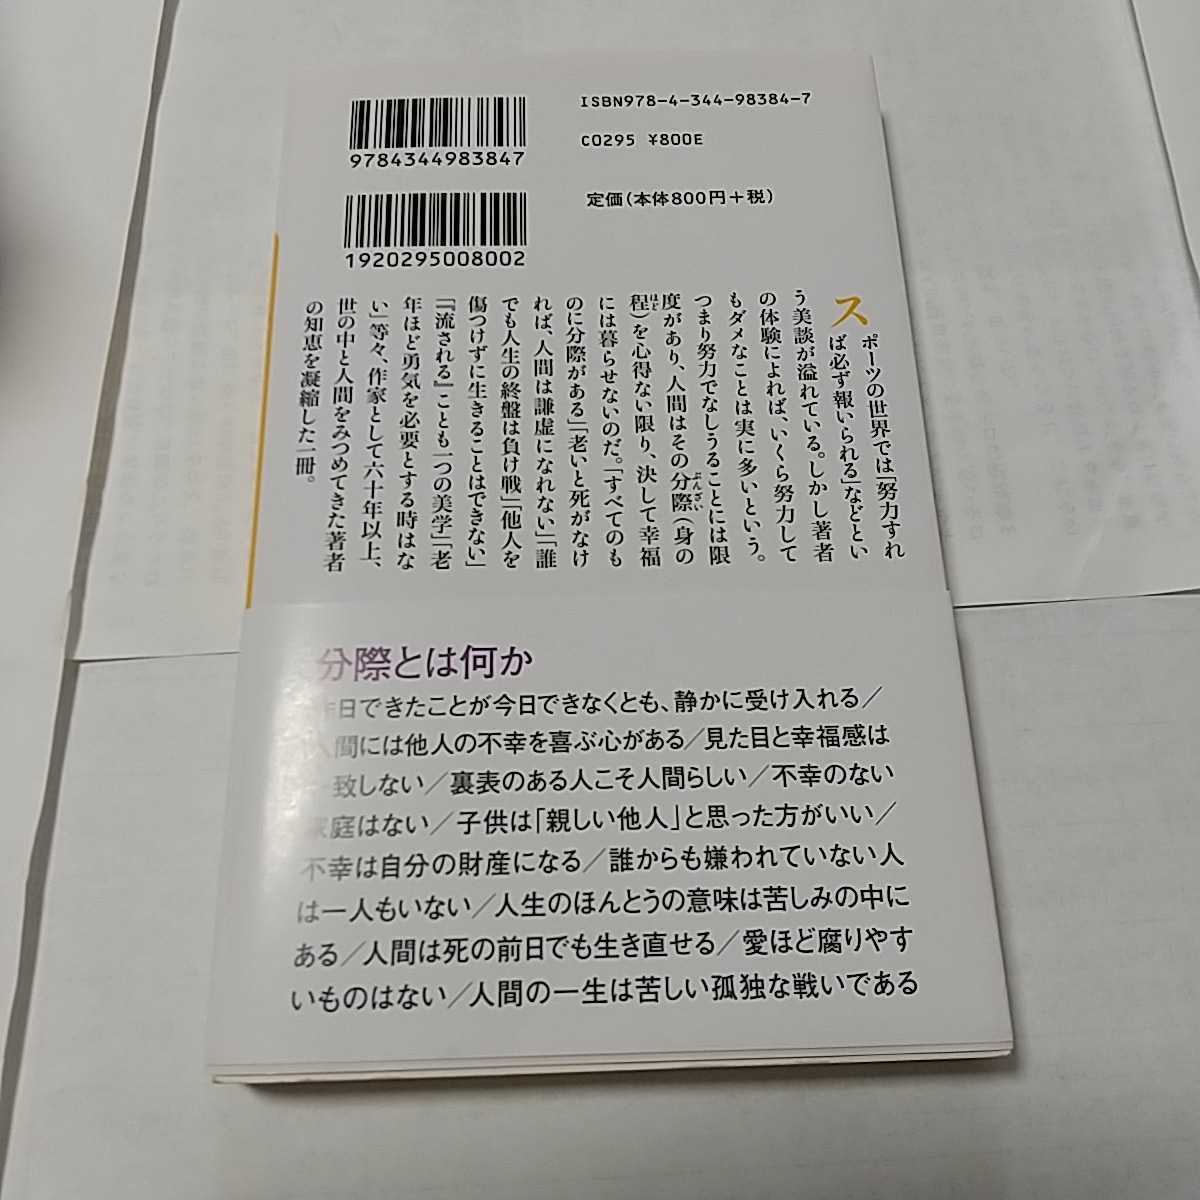 9784344983847
ISBN978-4-344-98384-7
C0295 ¥800E
1920295008002
定価(本体800円+税)
スポーツの世界では「努力すれ
ば必ず報いられる」などとい
う美談が溢れている。しかし著者
の体験によれば、いくら努力して
もダメなことは実に多いという。
つまり努力でなしうることには限
度があり、人間はその分際(身の
程)を心得ない限り、決して幸福
には暮らせないのだ。「すべてのも
のに分際がある」「老いと死がなけ
れば、人間は謙虚になれない」「誰
でも人生の終盤は負け戦」「他人を
傷つけずに生きることはできない」
「『流される』ことも一つの美学」「老
年ほど勇気を必要とする時はな
い」等々、作家として六十年以上、
世の中と人間をみつめてきた著者
の知恵を凝縮した一冊。
分際とは何か
昨日できたことが今日できなくとも、静かに受け入れる/
人間には他人の不幸を喜ぶ心がある/見た目と幸福感は
一致しない/裏表のある人こそ人間らしい/不幸のない
家庭はない/子供は「親しい他人」と思った方がいい/
不幸は自分の財産になる/誰からも嫌われていない人
は一人もいない/人生のほんとうの意味は苦しみの中に
ある/人間は死の前日でも生き直せる/愛ほど腐りやす
いものはない/人間の一生は苦しい孤独な戦いである